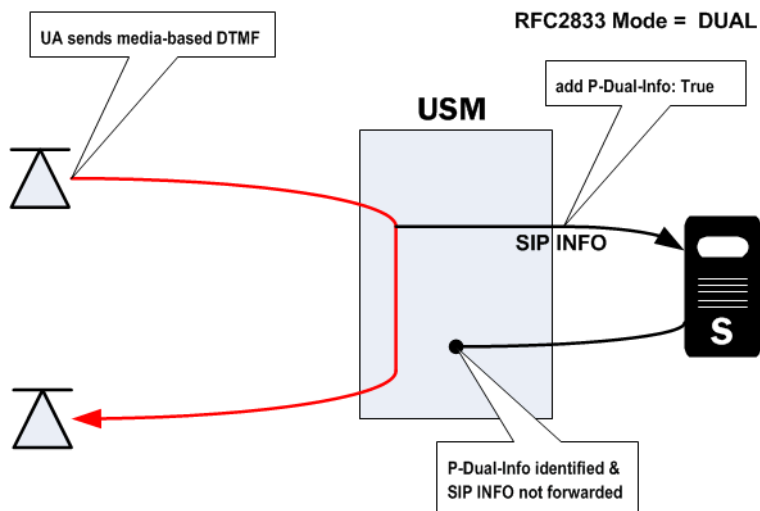 RFC2833 Mode = DUAL
UA sends media-based DTMF
add P-Dual-Info: True
USM
SIP INFO
S
P-Dual-Info identified &
SIP INFO not forwarded